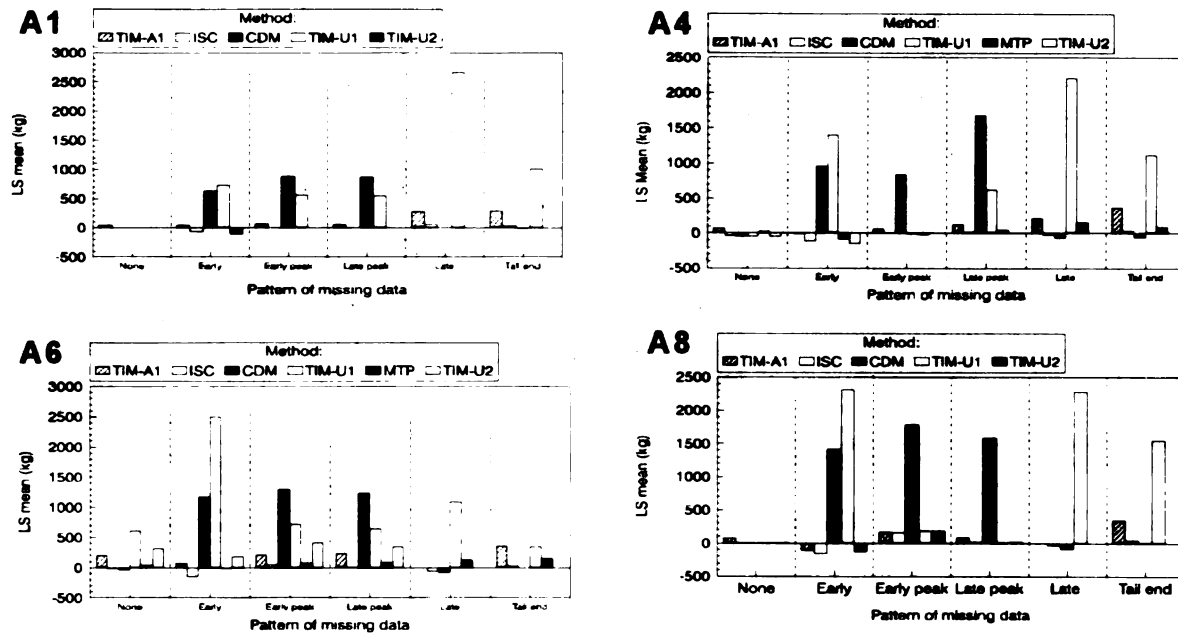 A1
Method:
TIM-A1 ISC CDM TIM-U1 TIM-U2
3000
2500
2000
1500
1000
500
0
-500
LS mean (kg)
None Early Early peak Late peak Late Tail end
Pattern of missing data
A4
Method:
TIM-A1 ISC CDM TIM-U1 MTP TIM-U2
2500
2000
1500
1000
500
0
-500
LS Mean (kg)
None Early Early peak Late peak Late Tail end
Pattern of missing data
A6
Method:
TIM-A1 ISC CDM TIM-U1 MTP TIM-U2
3000
2500
2000
1500
1000
500
0
-500
LS mean (kg)
None Early Early peak Late peak Late Tail end
Pattern of missing data
A8
Method:
TIM-A1 ISC CDM TIM-U1 TIM-U2
2500
2000
1500
1000
500
0
-500
LS mean (kg)
None Early Early peak Late peak Late Tail end
Pattern of missing data